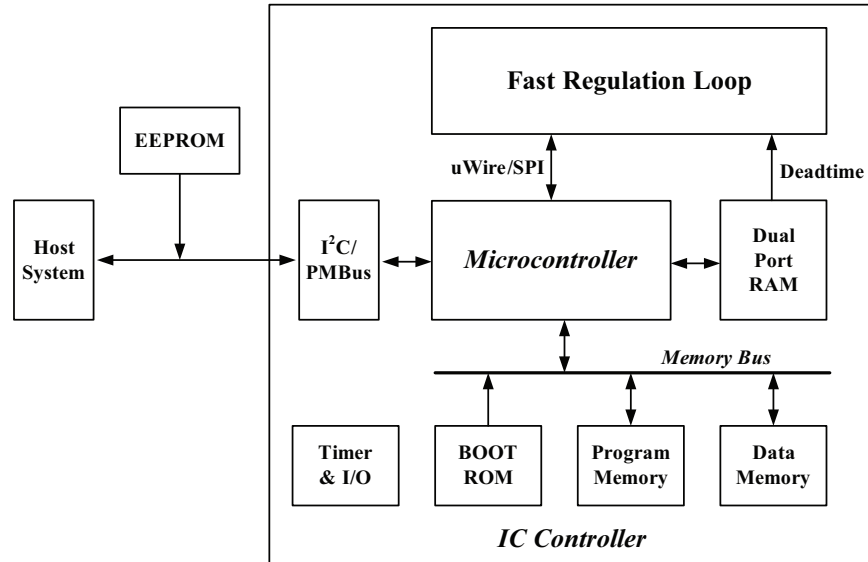 Fast Regulation Loop
EEPROM
uWire/SPI
Deadtime
Host
System
I²C/
PMBus
Microcontroller
Dual
Port
RAM
Memory Bus
Timer
& I/O
BOOT
ROM
Program
Memory
Data
Memory
IC Controller